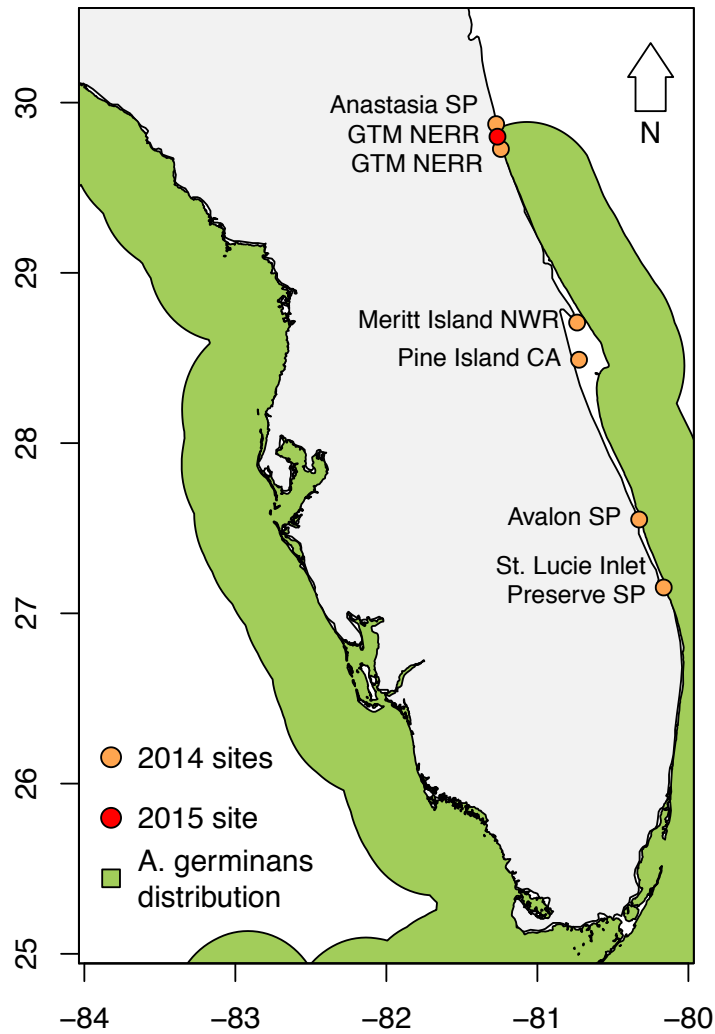 30
29
28
27
26
25
Anastasia SP
GTM NERR
GTM NERR
N
Meritt Island NWR
Pine Island CA
Avalon SP
St. Lucie Inlet
Preserve SP
2014 sites
2015 site
A. germinans
distribution
−84
−83
−82
−81
−80